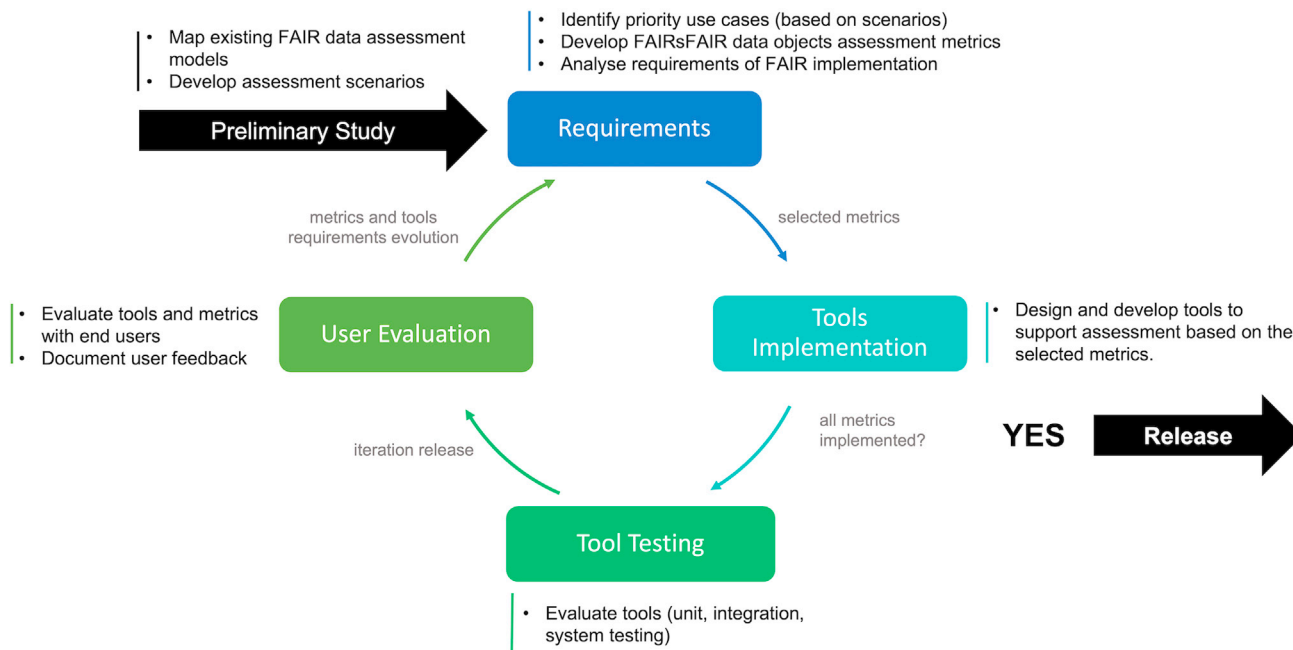 • Map existing FAIR data assessment
models
• Develop assessment scenarios
• Identify priority use cases (based on scenarios)
• Develop FAIRsFAIR data objects assessment metrics
• Analyse requirements of FAIR implementation
Preliminary Study
Requirements
metrics and tools
requirements evolution
selected metrics
• Evaluate tools and metrics
with end users
• Document user feedback
User Evaluation
Tools
Implementation
• Design and develop tools to
support assessment based on the
selected metrics.
iteration release
all metrics
implemented?
YES
Release
Tool Testing
• Evaluate tools (unit, integration,
system testing)